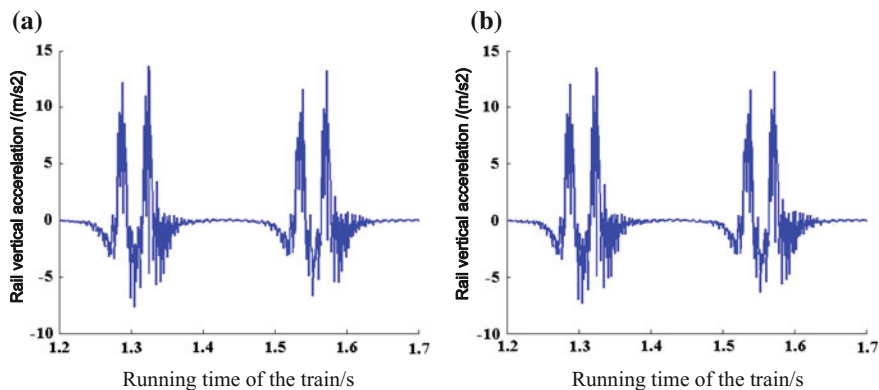 (a)
15
10
5
0
-5
-10
Rail vertical accerelation /(m/s2)
1.2 1.3 1.4 1.5 1.6 1.7
Running time of the train/s
(b)
15
10
5
0
-5
-10
Rail vertical accerelation /(m/s2)
1.2 1.3 1.4 1.5 1.6 1.7
Running time of the train/s